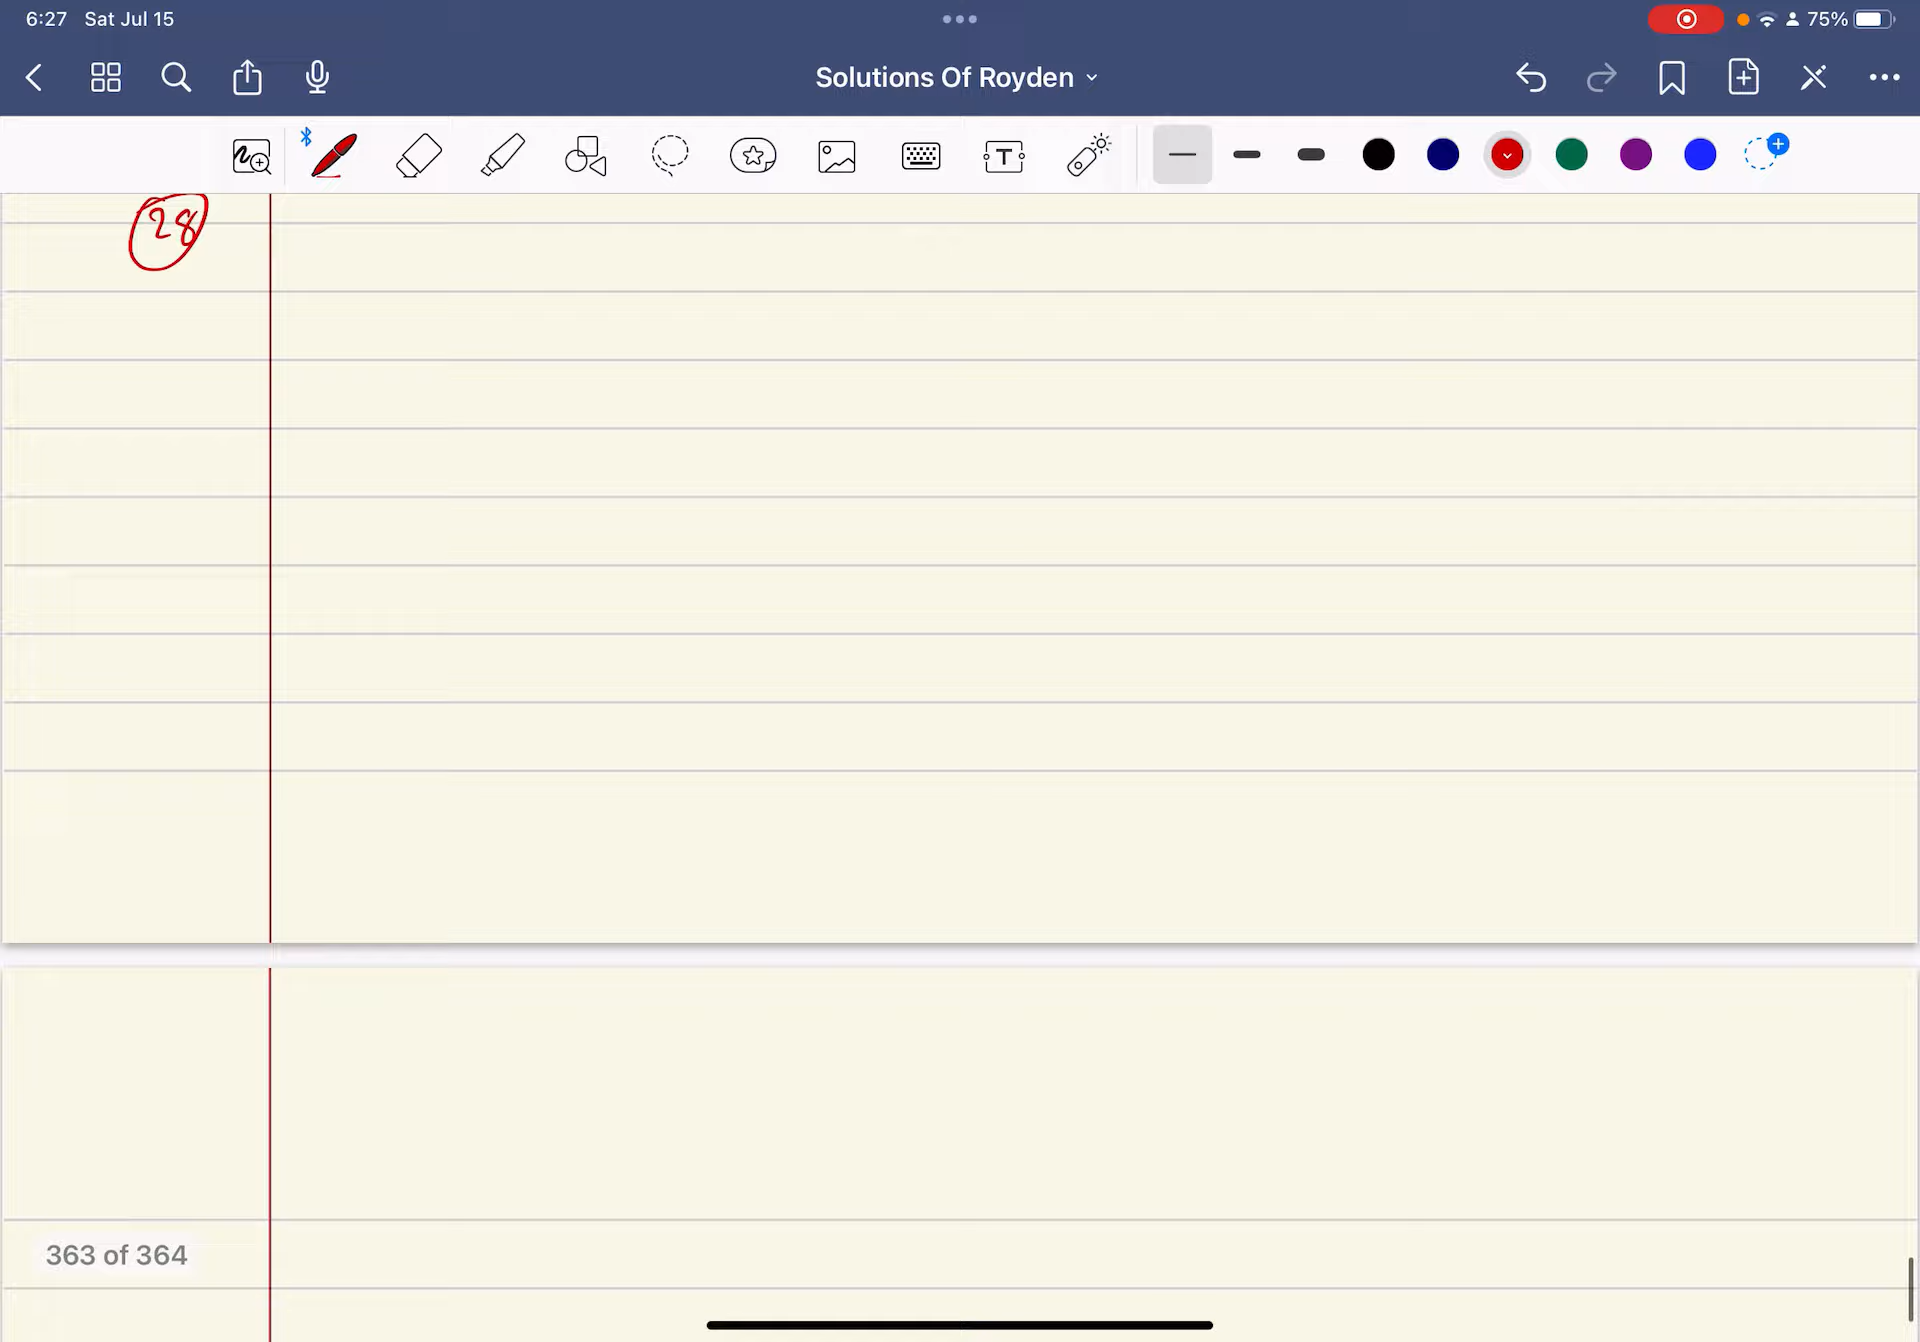 6:27 Sat Jul 15
75%
Solutions Of Royden
T
28
363 of 364